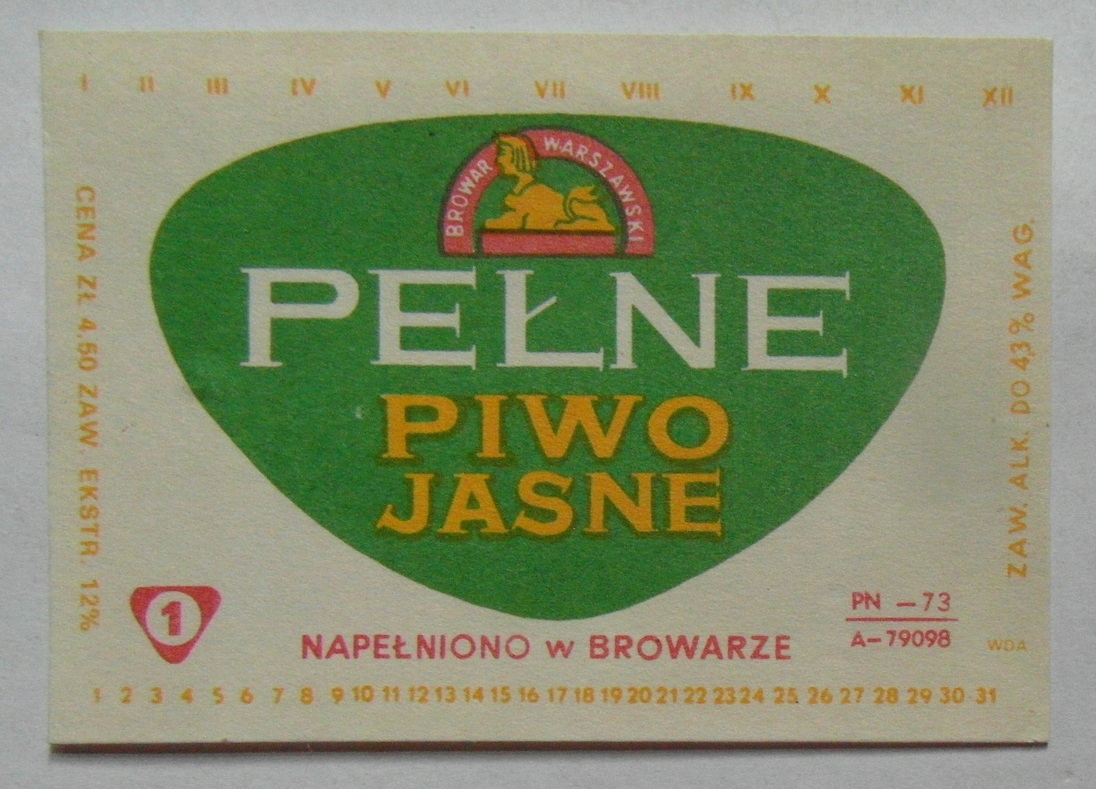 I II III IV V VI VII VIII IX X XI XII
BROWAR WARSZAWSKI
CENA ZŁ 4.50 ZAW. EKSTR. 12%
PEŁNE
PIWO
JASNE
ZAW. ALK. DO 4,3% WAG.
1
NAPEŁNIONO w BROWARZE
PN – 73
A–79098
WDA
1 2 3 4 5 6 7 8 9 10 11 12 13 14 15 16 17 18 19 20 21 22 23 24 25 26 27 28 29 30 31